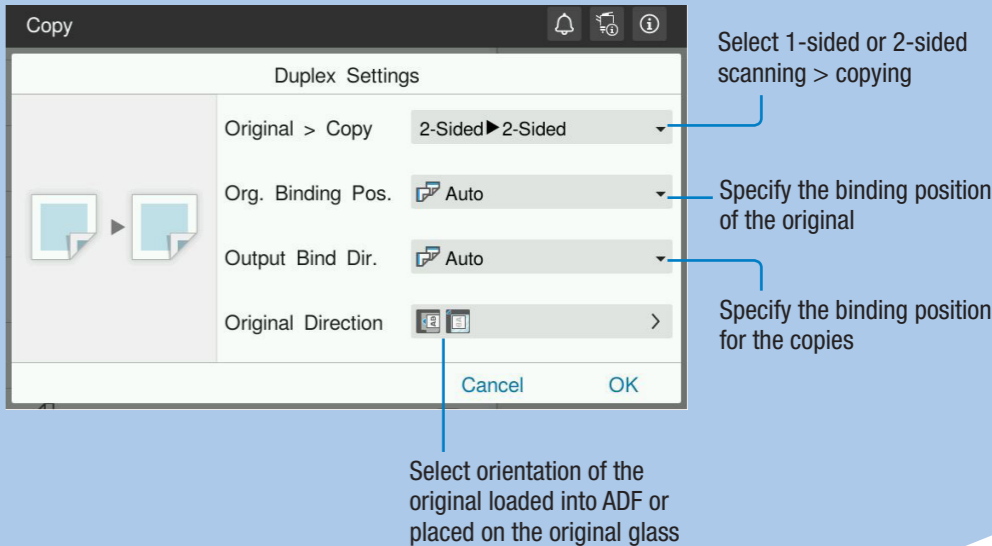 Copy
Duplex Settings
Original > Copy 2-Sided▶2-Sided
Org. Binding Pos. Auto
Output Bind Dir. Auto
Original Direction
Cancel OK
Select 1-sided or 2-sided
scanning > copying
Specify the binding position
of the original
Specify the binding position
for the copies
Select orientation of the
original loaded into ADF or
placed on the original glass